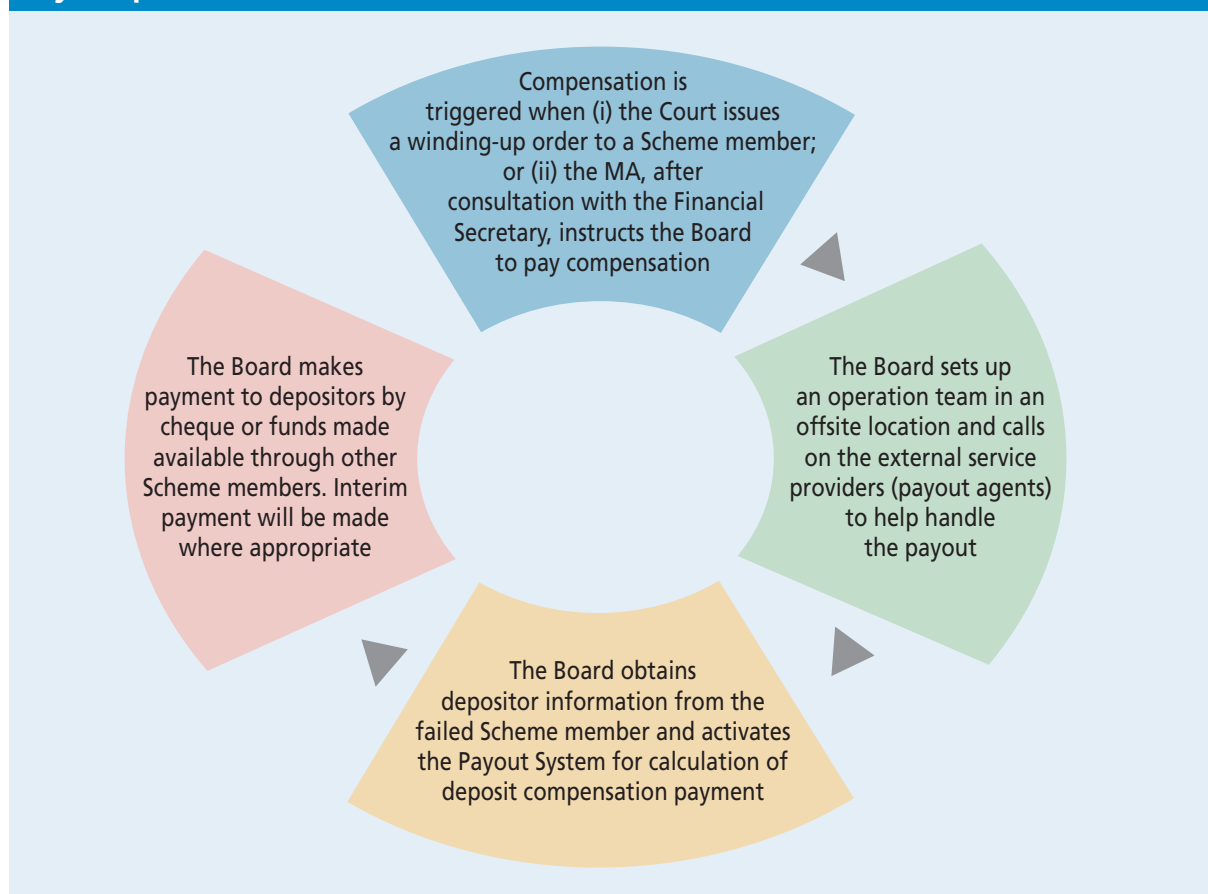 Compensation is
triggered when (i) the Court issues
a winding-up order to a Scheme member;
or (ii) the MA, after
consultation with the Financial
Secretary, instructs the Board
to pay compensation
The Board sets up
an operation team in an
offsite location and calls
on the external service
providers (payout agents)
to help handle
the payout
The Board obtains
depositor information from the
failed Scheme member and activates
the Payout System for calculation of
deposit compensation payment
The Board makes
payment to depositors by
cheque or funds made
available through other
Scheme members. Interim
payment will be made
where appropriate